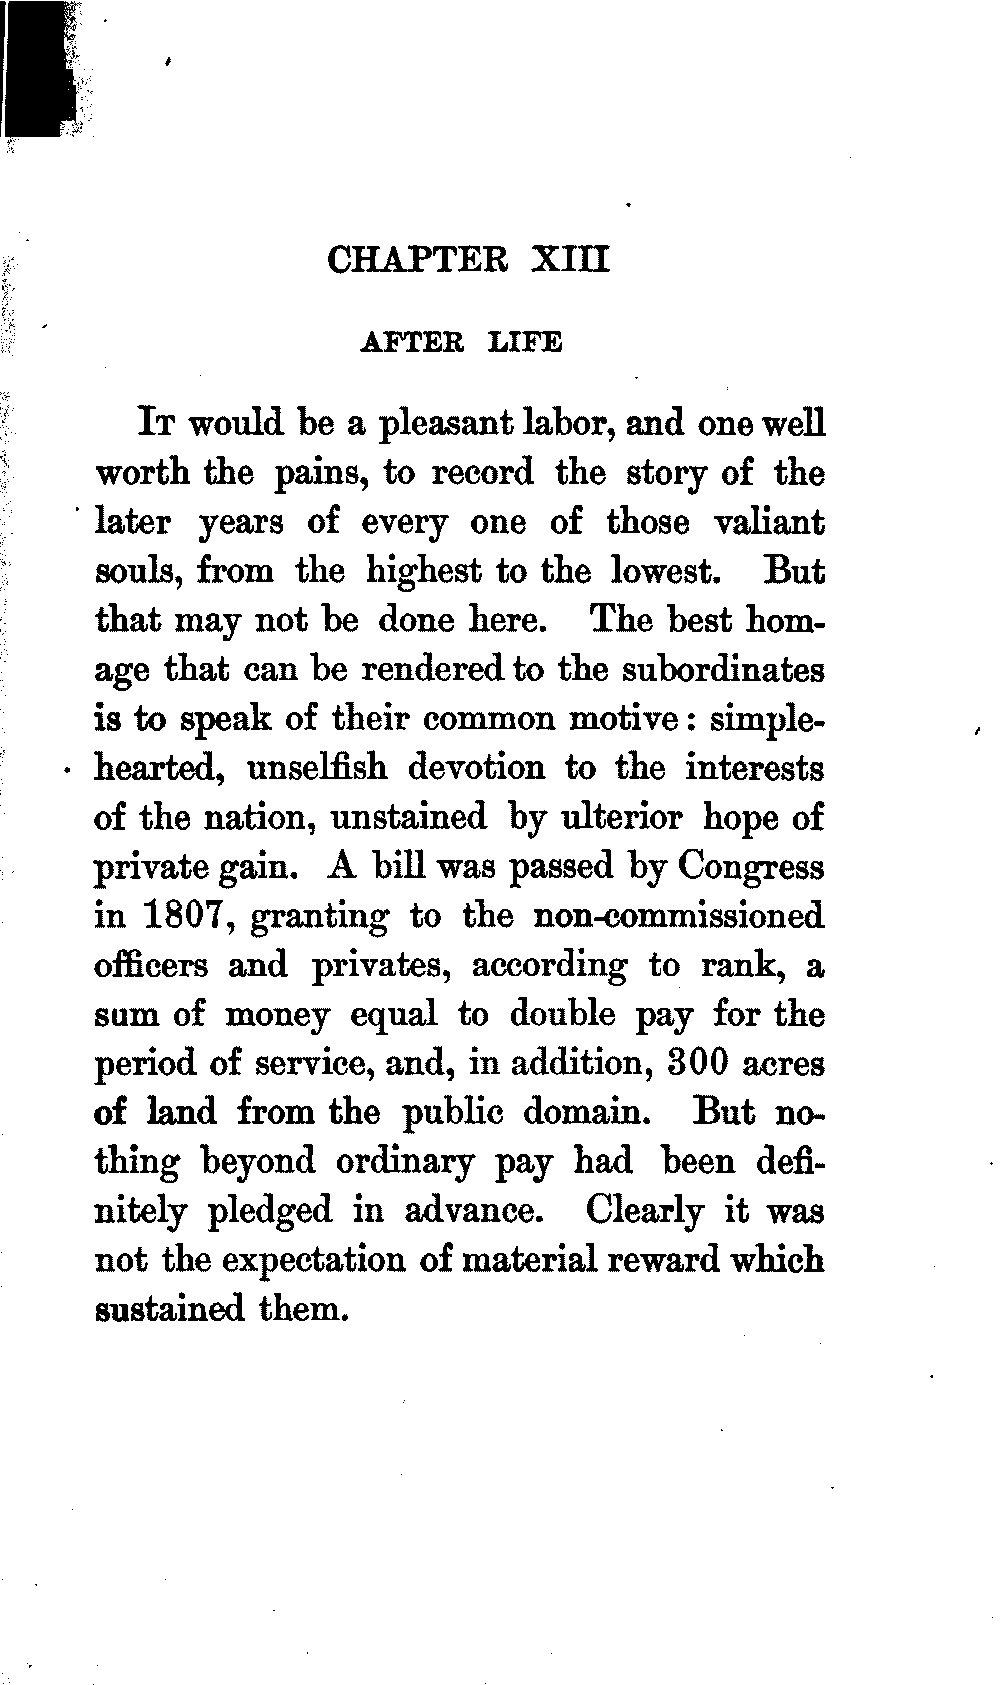 CHAPTER XIII
AFTER LIFE
IT would be a pleasant labor, and one well
worth the pains, to record the story of the
later years of every one of those valiant
souls, from the highest to the lowest. But
that may not be done here. The best hom-
age that can be rendered to the subordinates
is to speak of their common motive: simple-
hearted, unselfish devotion to the interests
of the nation, unstained by ulterior hope of
private gain. A bill was passed by Congress
in 1807, granting to the non-commissioned
officers and privates, according to rank, a
sum of money equal to double pay for the
period of service, and, in addition, 300 acres
of land from the public domain. But no-
thing beyond ordinary pay had been defi-
nitely pledged in advance. Clearly it was
not the expectation of material reward which
sustained them.